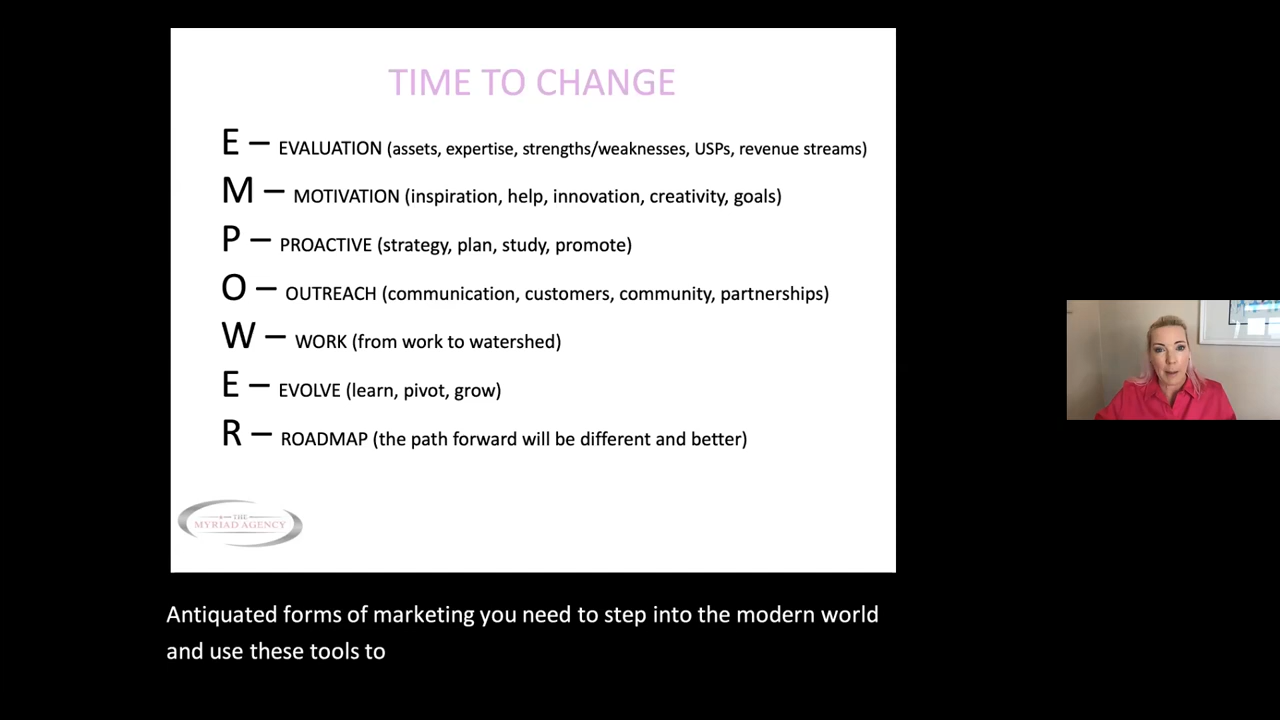 TIME TO CHANGE
E – EVALUATION (assets, expertise, strengths/weaknesses, USPs, revenue streams)
M – MOTIVATION (inspiration, help, innovation, creativity, goals)
P – PROACTIVE (strategy, plan, study, promote)
O – OUTREACH (communication, customers, community, partnerships)
W – WORK (from work to watershed)
E – EVOLVE (learn, pivot, grow)
R – ROADMAP (the path forward will be different and better)
THE
MYRIAD AGENCY
Antiquated forms of marketing you need to step into the modern world
and use these tools to